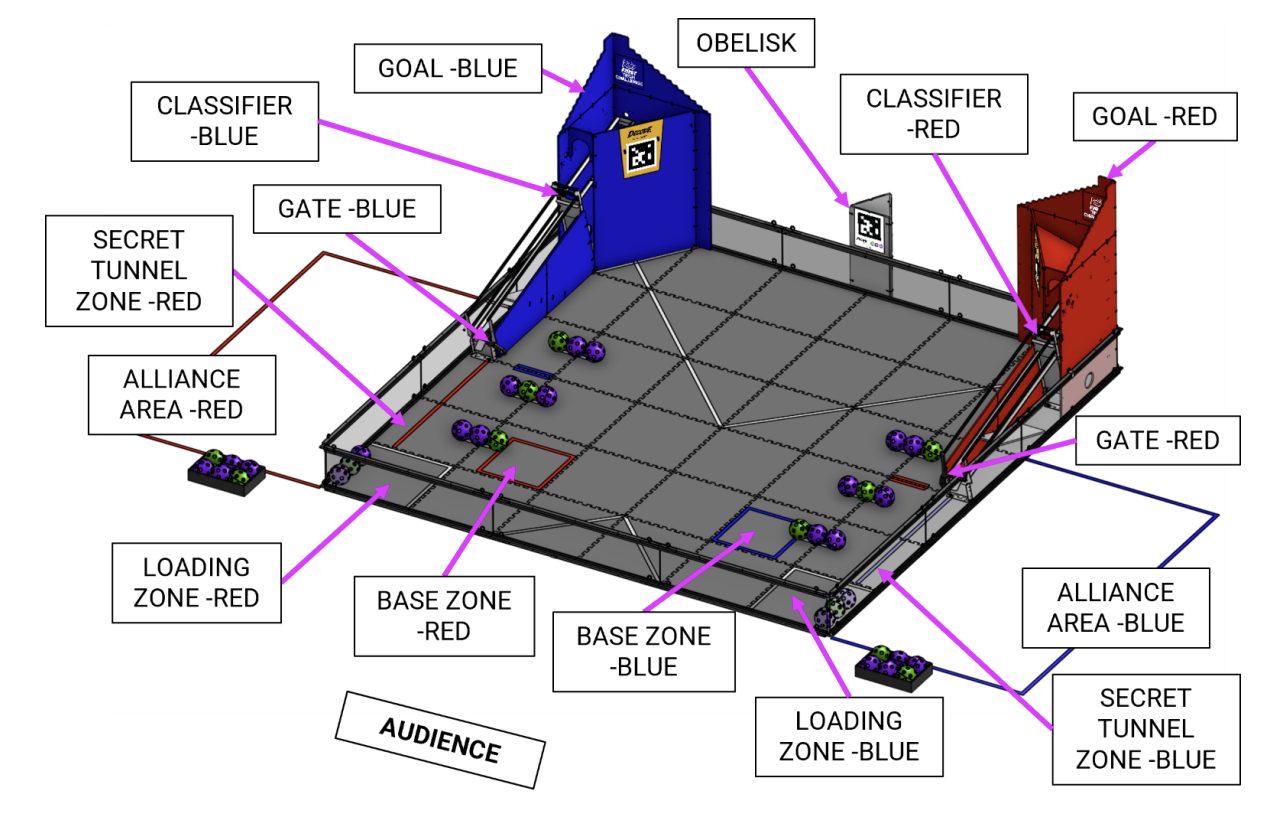 OBELISK
GOAL -BLUE
CLASSIFIER
-BLUE
CLASSIFIER
-RED
GOAL -RED
GATE -BLUE
SECRET
TUNNEL
ZONE -RED
ALLIANCE
AREA -RED
GATE -RED
LOADING
ZONE -RED
BASE ZONE
-RED
BASE ZONE
-BLUE
ALLIANCE
AREA -BLUE
LOADING
ZONE -BLUE
SECRET
TUNNEL
ZONE -BLUE
AUDIENCE